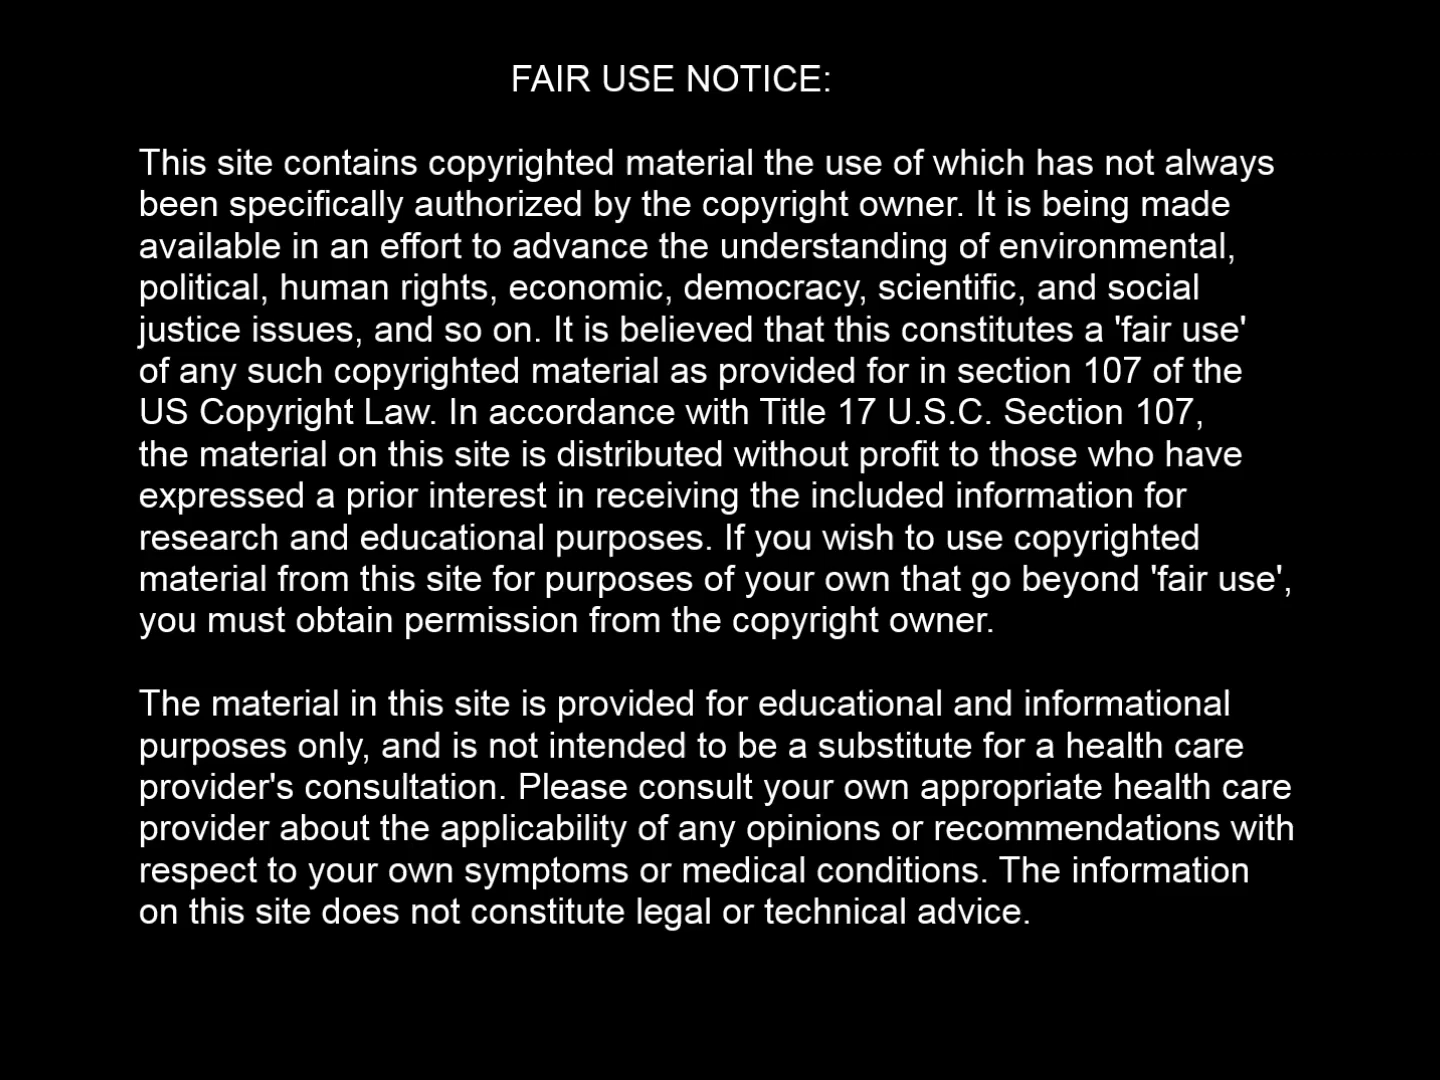 FAIR USE NOTICE:
This site contains copyrighted material the use of which has not always
been specifically authorized by the copyright owner. It is being made
available in an effort to advance the understanding of environmental,
political, human rights, economic, democracy, scientific, and social
justice issues, and so on. It is believed that this constitutes a 'fair use'
of any such copyrighted material as provided for in section 107 of the
US Copyright Law. In accordance with Title 17 U.S.C. Section 107,
the material on this site is distributed without profit to those who have
expressed a prior interest in receiving the included information for
research and educational purposes. If you wish to use copyrighted
material from this site for purposes of your own that go beyond 'fair use',
you must obtain permission from the copyright owner.
The material in this site is provided for educational and informational
purposes only, and is not intended to be a substitute for a health care
provider's consultation. Please consult your own appropriate health care
provider about the applicability of any opinions or recommendations with
respect to your own symptoms or medical conditions. The information
on this site does not constitute legal or technical advice.